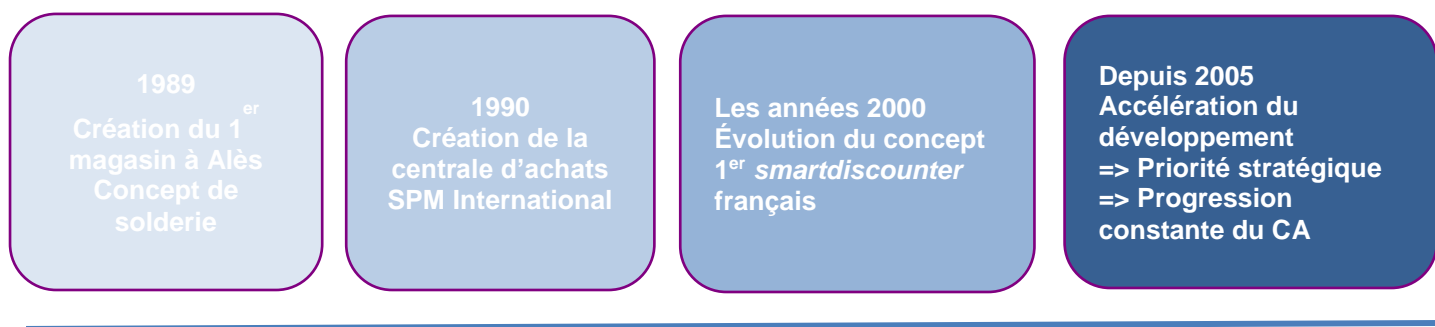 1989
Création du 1er
magasin à Alès
Concept de
solderie
1990
Création de la
centrale d'achats
SPM International
Les années 2000
Évolution du concept
1er smartdiscounter
français
Depuis 2005
Accélération du
développement
=> Priorité stratégique
=> Progression
constante du CA